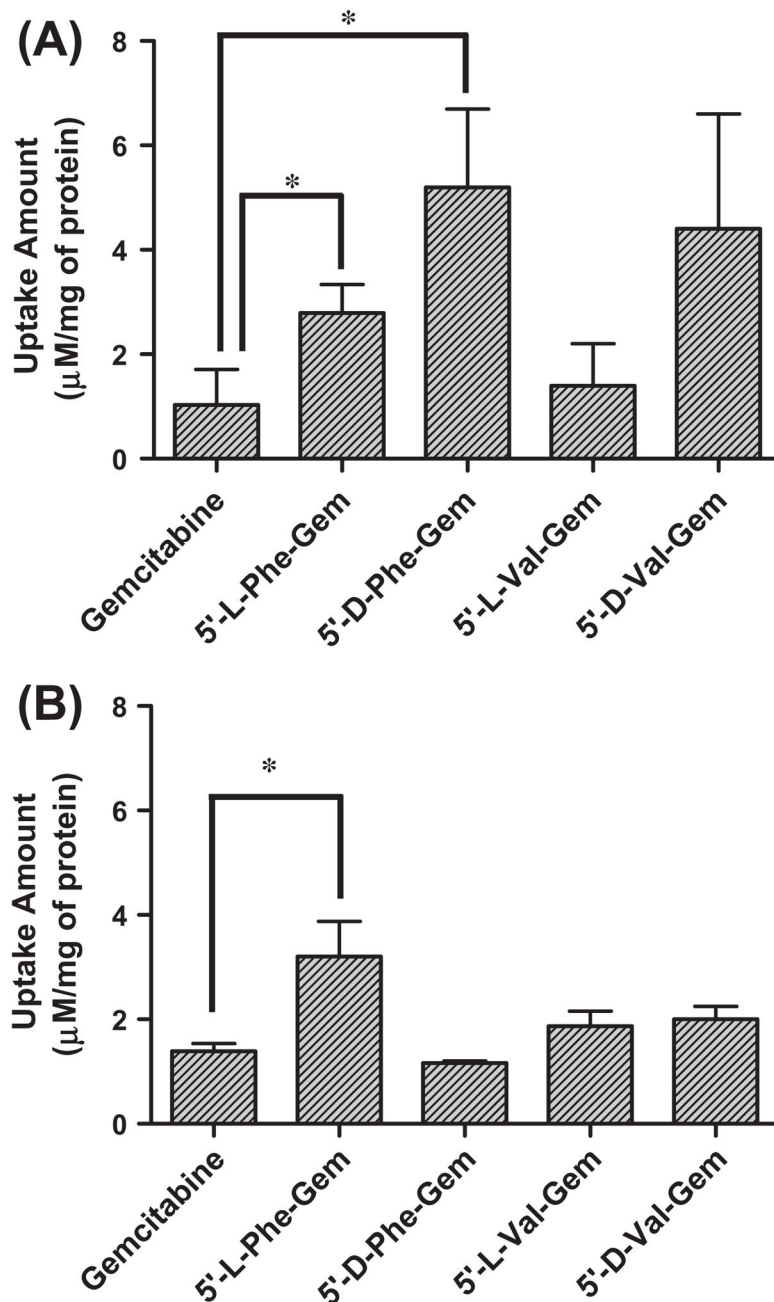 (A)
Uptake Amount
(μM/mg of protein)
8
6
4
2
0
*
*
Gemcitabine
5'-L-Phe-Gem
5'-D-Phe-Gem
5'-L-Val-Gem
5'-D-Val-Gem
(B)
Uptake Amount
(μM/mg of protein)
8
6
4
2
0
*
Gemcitabine
5'-L-Phe-Gem
5'-D-Phe-Gem
5'-L-Val-Gem
5'-D-Val-Gem